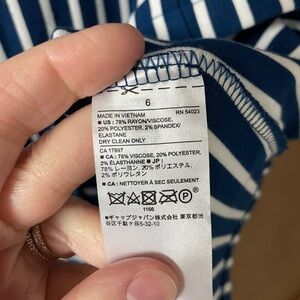 6
MADE IN VIETNAM RN 54023
■ US : 78% RAYON/VISCOSE,
20% POLYESTER, 2% SPANDEX/
ELASTANE
DRY CLEAN ONLY
CA 17897
■ CA : 78% VISCOSE, 20% POLYESTER,
2% ELASTHANNE ■ JP :
78% レーヨン, 20% ポリエステル,
2% ポリウレタン
■ CA : NETTOYER À SEC SEULEMENT
P
1166
■ギャップジャパン株式会社 東京都渋
谷区千駄ケ谷5-32-10